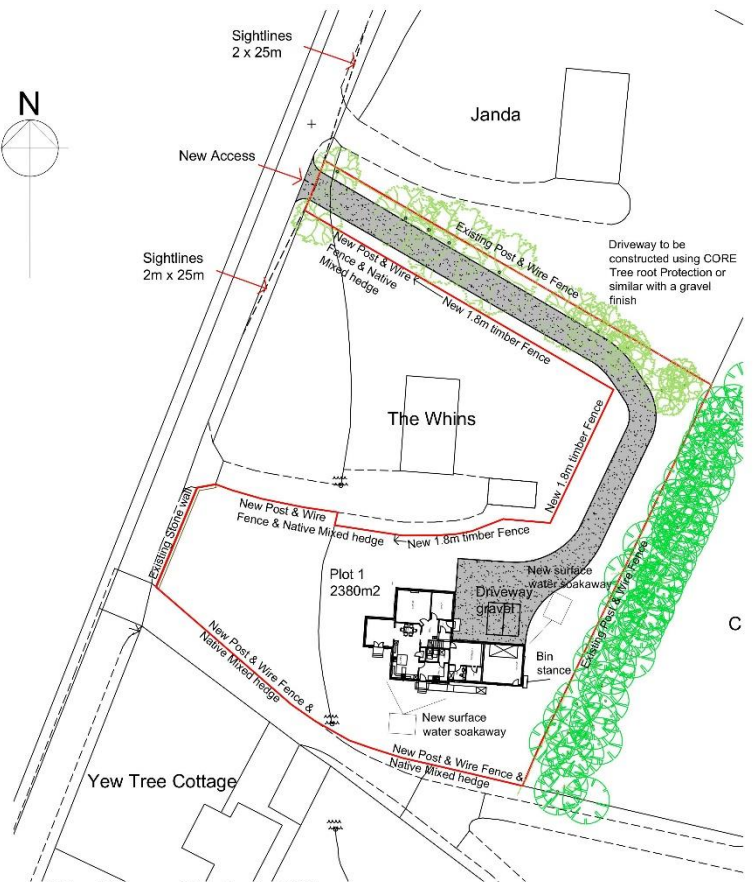 Sightlines
2 x 25m
Janda
N
New Access
Existing Post & Wire Fence
Driveway to be
constructed using CORE
Tree root Protection or
similar with a gravel
finish
Sightlines
2m x 25m
New Post & Wire
Fence & Native
Mixed hedge
New 1.8m timber Fence
The Whins
New 1.8m timber Fence
Existing Stone wall
New Post & Wire
Fence & Native Mixed hedge
New 1.8m timber Fence
Plot 1
2380m2
New surface
water soakaway
Driveway
gravel
Existing Post & Wire Fence
C
Bin
stance
New Post & Wire Fence &
Native Mixed hedge
New surface
water soakaway
New Post & Wire Fence &
Native Mixed hedge
Yew Tree Cottage